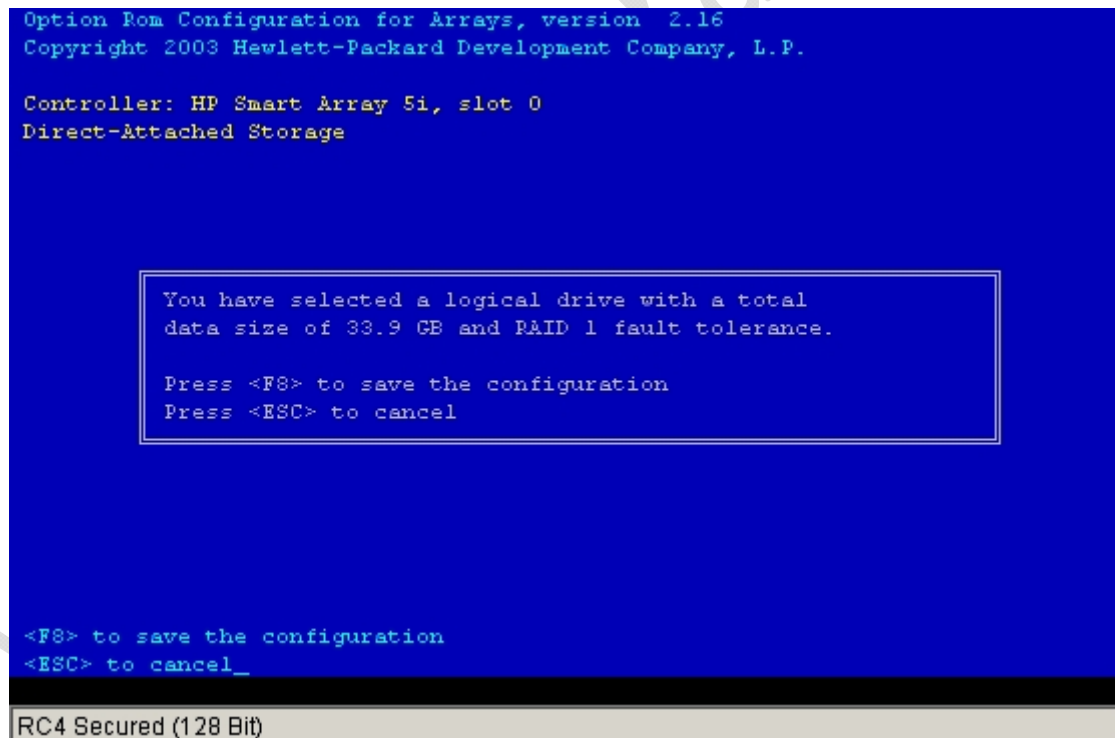 Option Rom Configuration for Arrays, version  2.16
Copyright 2003 Hewlett-Packard Development Company, L.P.
Controller: HP Smart Array 5i, slot 0
Direct-Attached Storage
You have selected a logical drive with a total
data size of 33.9 GB and RAID 1 fault tolerance.
Press <F8> to save the configuration
Press <ESC> to cancel
<F8> to save the configuration
<ESC> to cancel_
RC4 Secured (128 Bit)